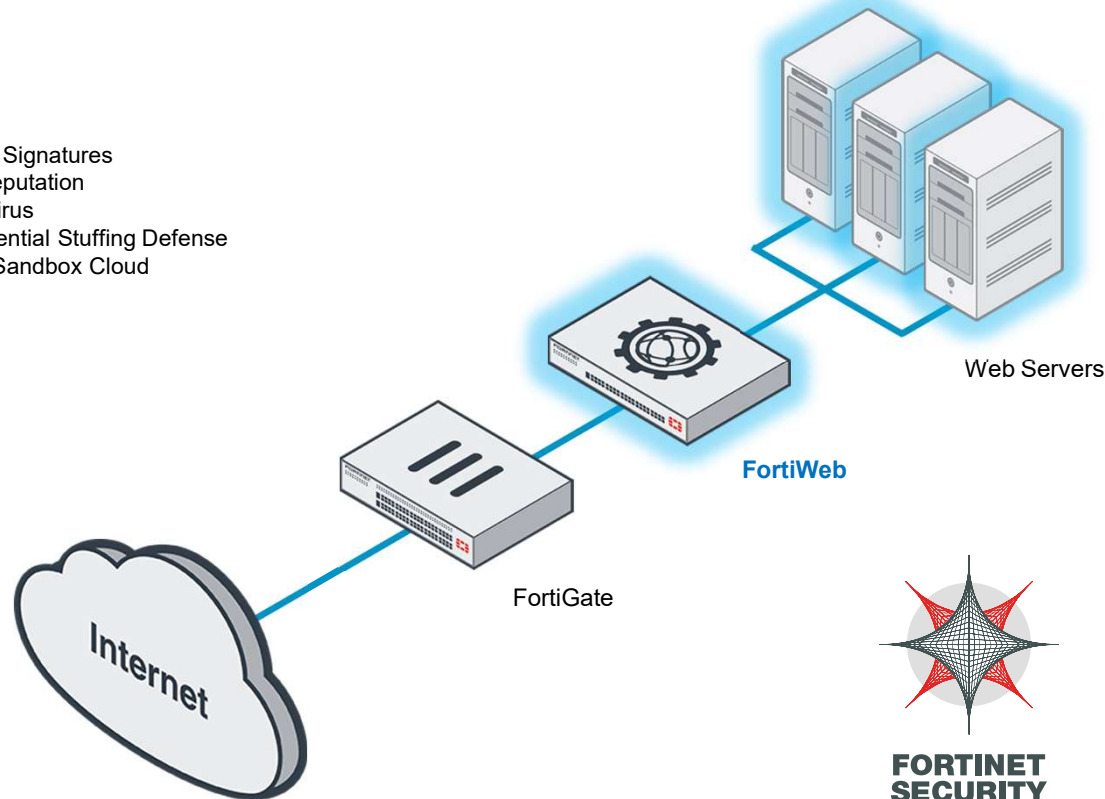 Signatures
eputation
irus
ential Stuffing Defense
Sandbox Cloud
Web Servers
FortiWeb
FortiGate
Internet
FORTINET
SECURITY